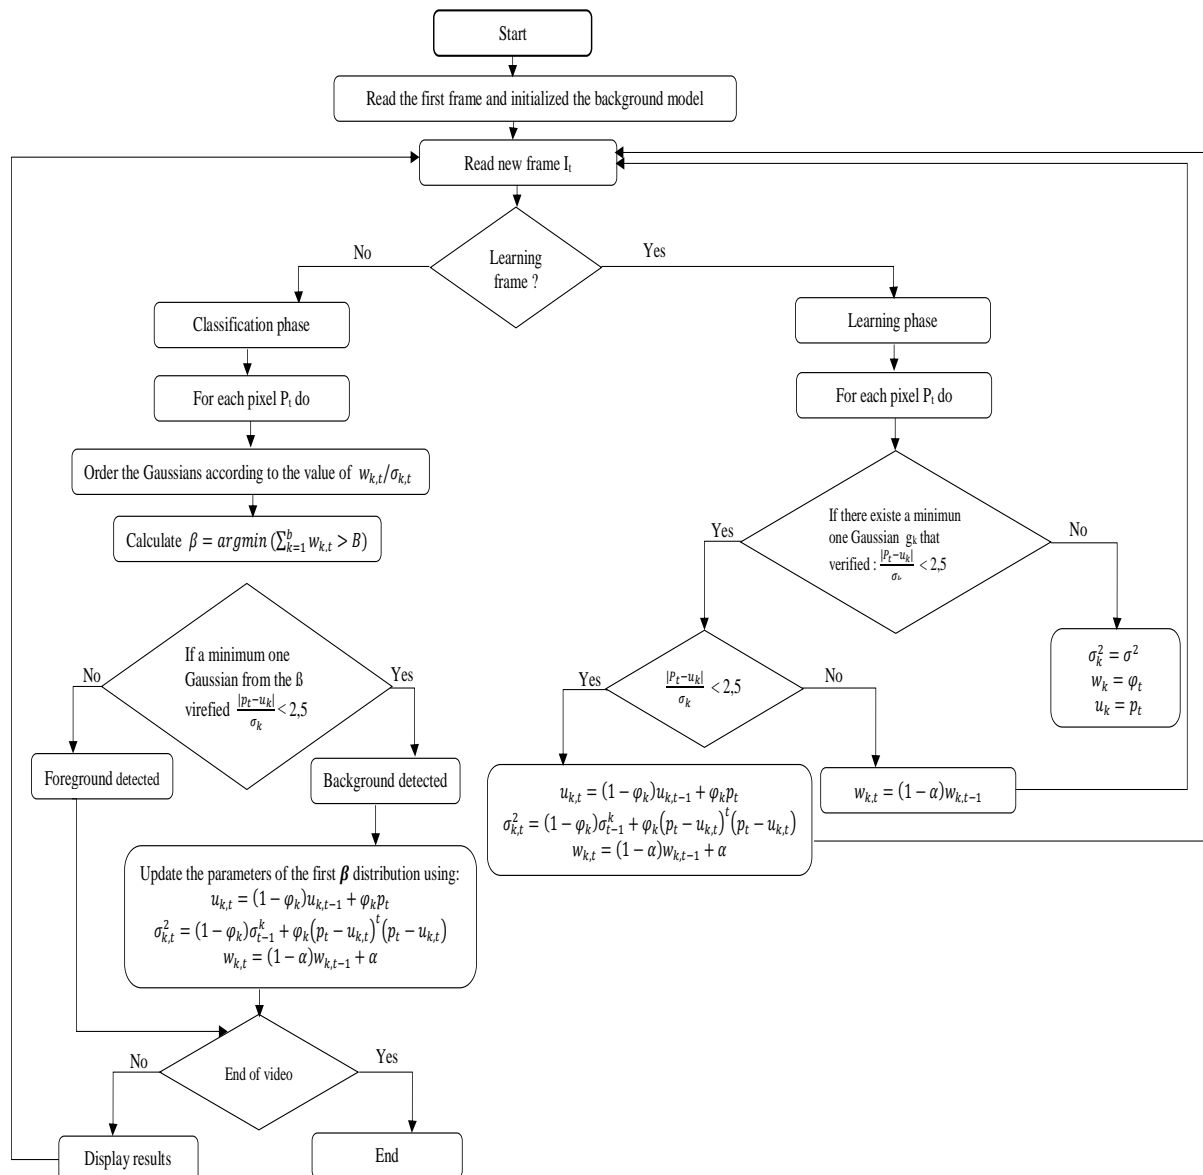 Start
Read the first frame and initialized the background model
Read new frame Iₜ
No
Learning
frame ?
Yes
Classification phase
Learning phase
For each pixel Pₜ do
For each pixel Pₜ do
Order the Gaussians according to the value of w_{k,t}/σ_{k,t}
Calculate β = argmin (∑_{k=1}^{b} w_{k,t} > B)
Yes
If there existe a minimun
one Gaussian g_k that
verified : |P_t−u_k|/σ_k < 2,5
No
No
If a minimum one
Gaussian from the ß
virefied |p_t−u_k|/σ_k < 2,5
Yes
Yes
|P_t−u_k|/σ_k < 2,5
No
σ_k^2 = σ^2
w_k = φ_t
u_k = p_t
Foreground detected
Background detected
u_{k,t} = (1 − φ_k)u_{k,t−1} + φ_k p_t
σ_{k,t}^2 = (1 − φ_k)σ_{t−1}^k + φ_k(p_t − u_{k,t})^t(p_t − u_{k,t})
w_{k,t} = (1 − α)w_{k,t−1} + α
w_{k,t} = (1 − α)w_{k,t−1}
Update the parameters of the first β distribution using:
u_{k,t} = (1 − φ_k)u_{k,t−1} + φ_k p_t
σ_{k,t}^2 = (1 − φ_k)σ_{t−1}^k + φ_k(p_t − u_{k,t})^t(p_t − u_{k,t})
w_{k,t} = (1 − α)w_{k,t−1} + α
No
End of video
Yes
Display results
End